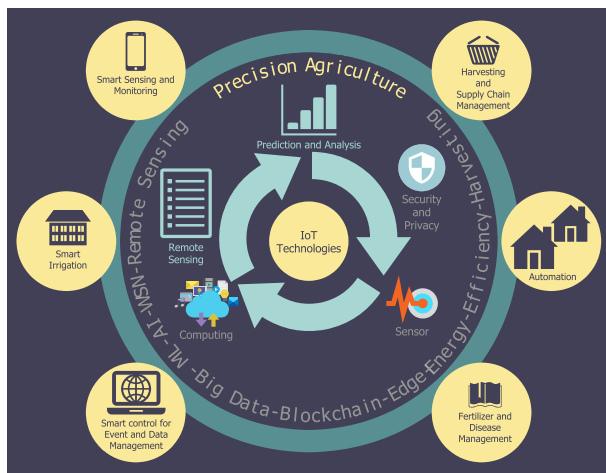 Precision Agriculture
Smart Sensing and
Monitoring
Harvesting
and
Supply Chain
Management
Prediction and Analysis
Security
and
Privacy
Remote
Sensing
IoT
Technologies
Smart
Irrigation
Automation
Computing
Sensor
Remote Sensing-WSN-AI-ML-Big Data-Blockchain-Edge-Energy-Efficiency-Harvesting
Smart control for
Event and Data
Management
Fertilizer and
Disease
Management